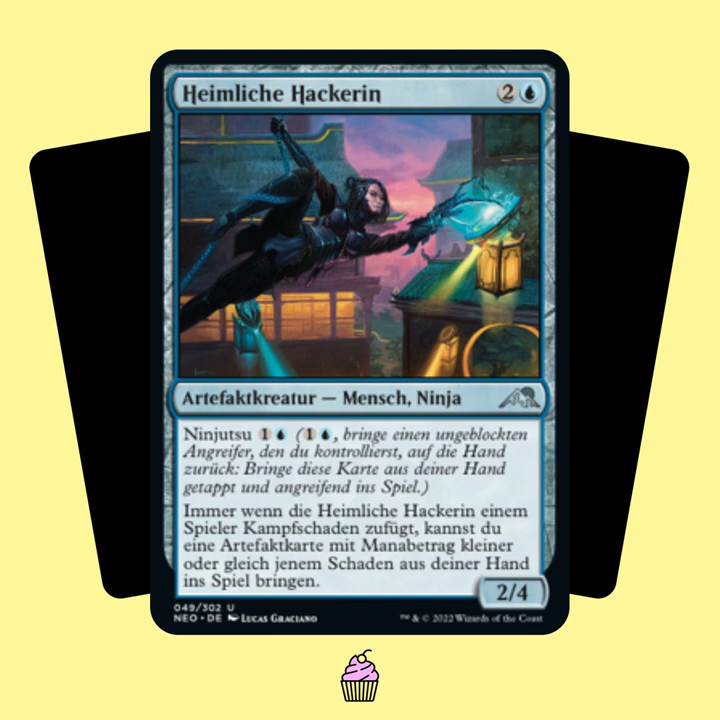 Heimliche Hackerin 2
Artefaktkreatur — Mensch, Ninja
Ninjutsu 1 (1, bringe einen ungeblockten
Angreifer, den du kontrollierst, auf die Hand
zurück: Bringe diese Karte aus deiner Hand
getappt und angreifend ins Spiel.)
Immer wenn die Heimliche Hackerin einem
Spieler Kampfschaden zufügt, kannst du
eine Artefaktkarte mit Manabetrag kleiner
oder gleich jenem Schaden aus deiner Hand
ins Spiel bringen.
2/4
049/302 U
NEO • DE Lucas Graciano
™ & © 2022 Wizards of the Coast